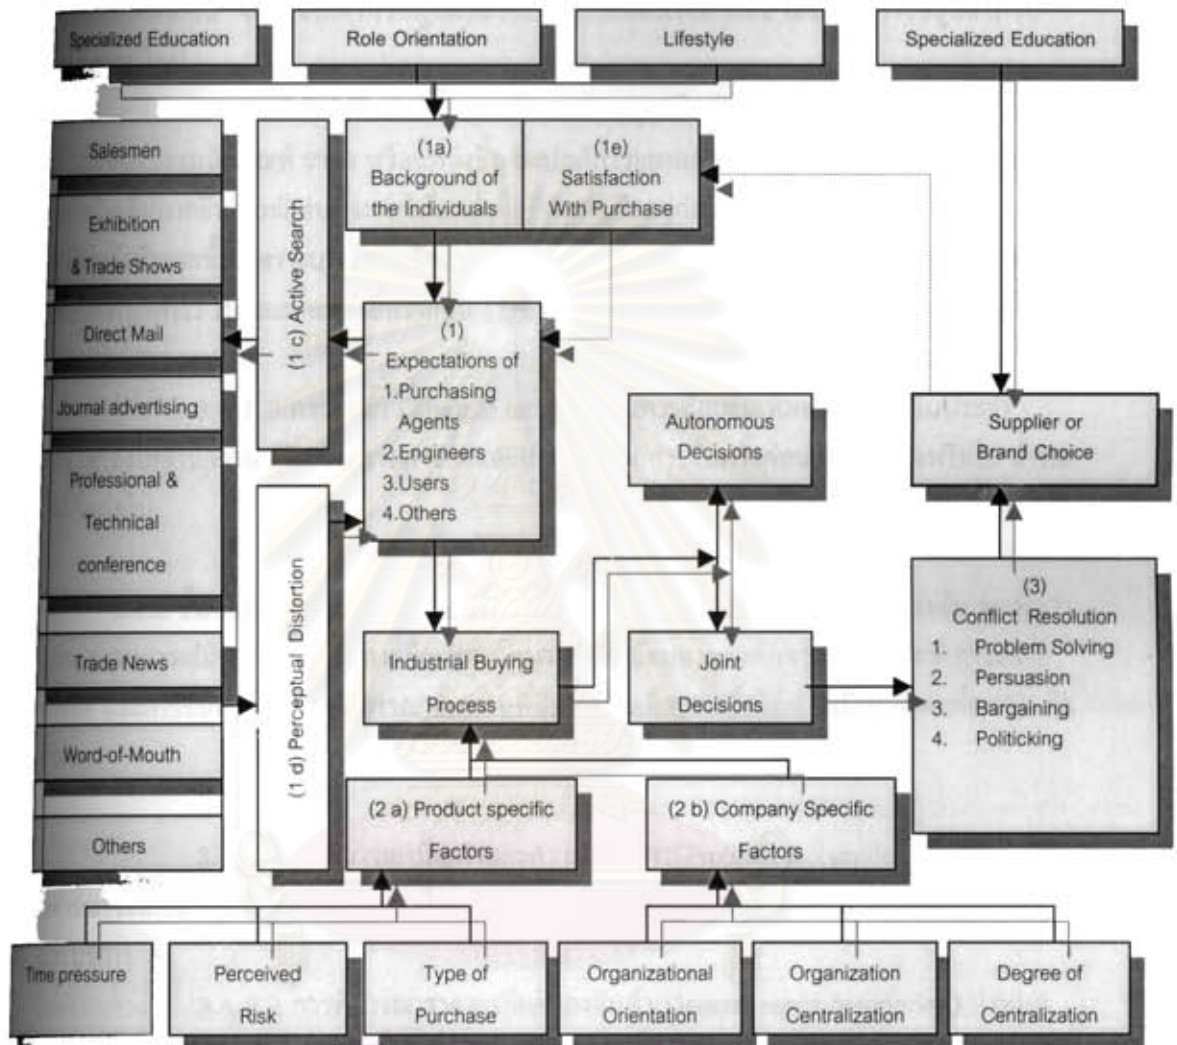 Specialized Education
Role Orientation
Lifestyle
Specialized Education
Salesmen
Exhibition
& Trade Shows
Direct Mail
Journal advertising
Professional &
Technical
conference
Trade News
Word-of-Mouth
Others
(1 c) Active Search
(1 d) Perceptual Distortion
(1a)
Background of
the Individuals
(1e)
Satisfaction
With Purchase
(1)
Expectations of
1.Purchasing
Agents
2.Engineers
3.Users
4.Others
Industrial Buying
Process
Autonomous
Decisions
Joint
Decisions
Supplier or
Brand Choice
(3)
Conflict Resolution
1. Problem Solving
2. Persuasion
3. Bargaining
4. Politicking
(2 a) Product specific
Factors
(2 b) Company Specific
Factors
Time pressure
Perceived
Risk
Type of
Purchase
Organizational
Orientation
Organization
Centralization
Degree of
Centralization